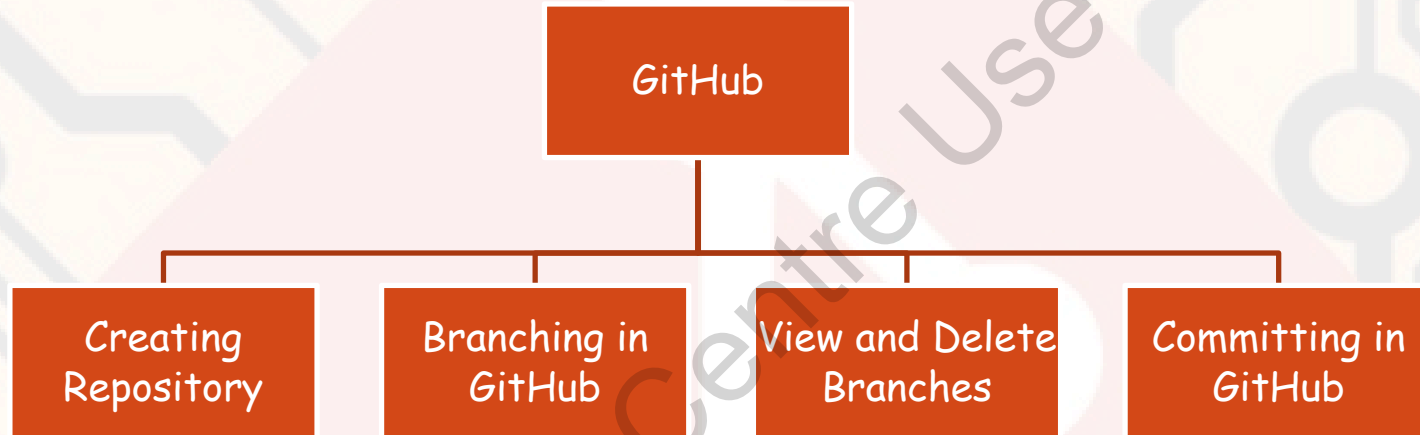 GitHub
Creating
Repository
Branching in
GitHub
View and Delete
Branches
Committing in
GitHub
Centre Use